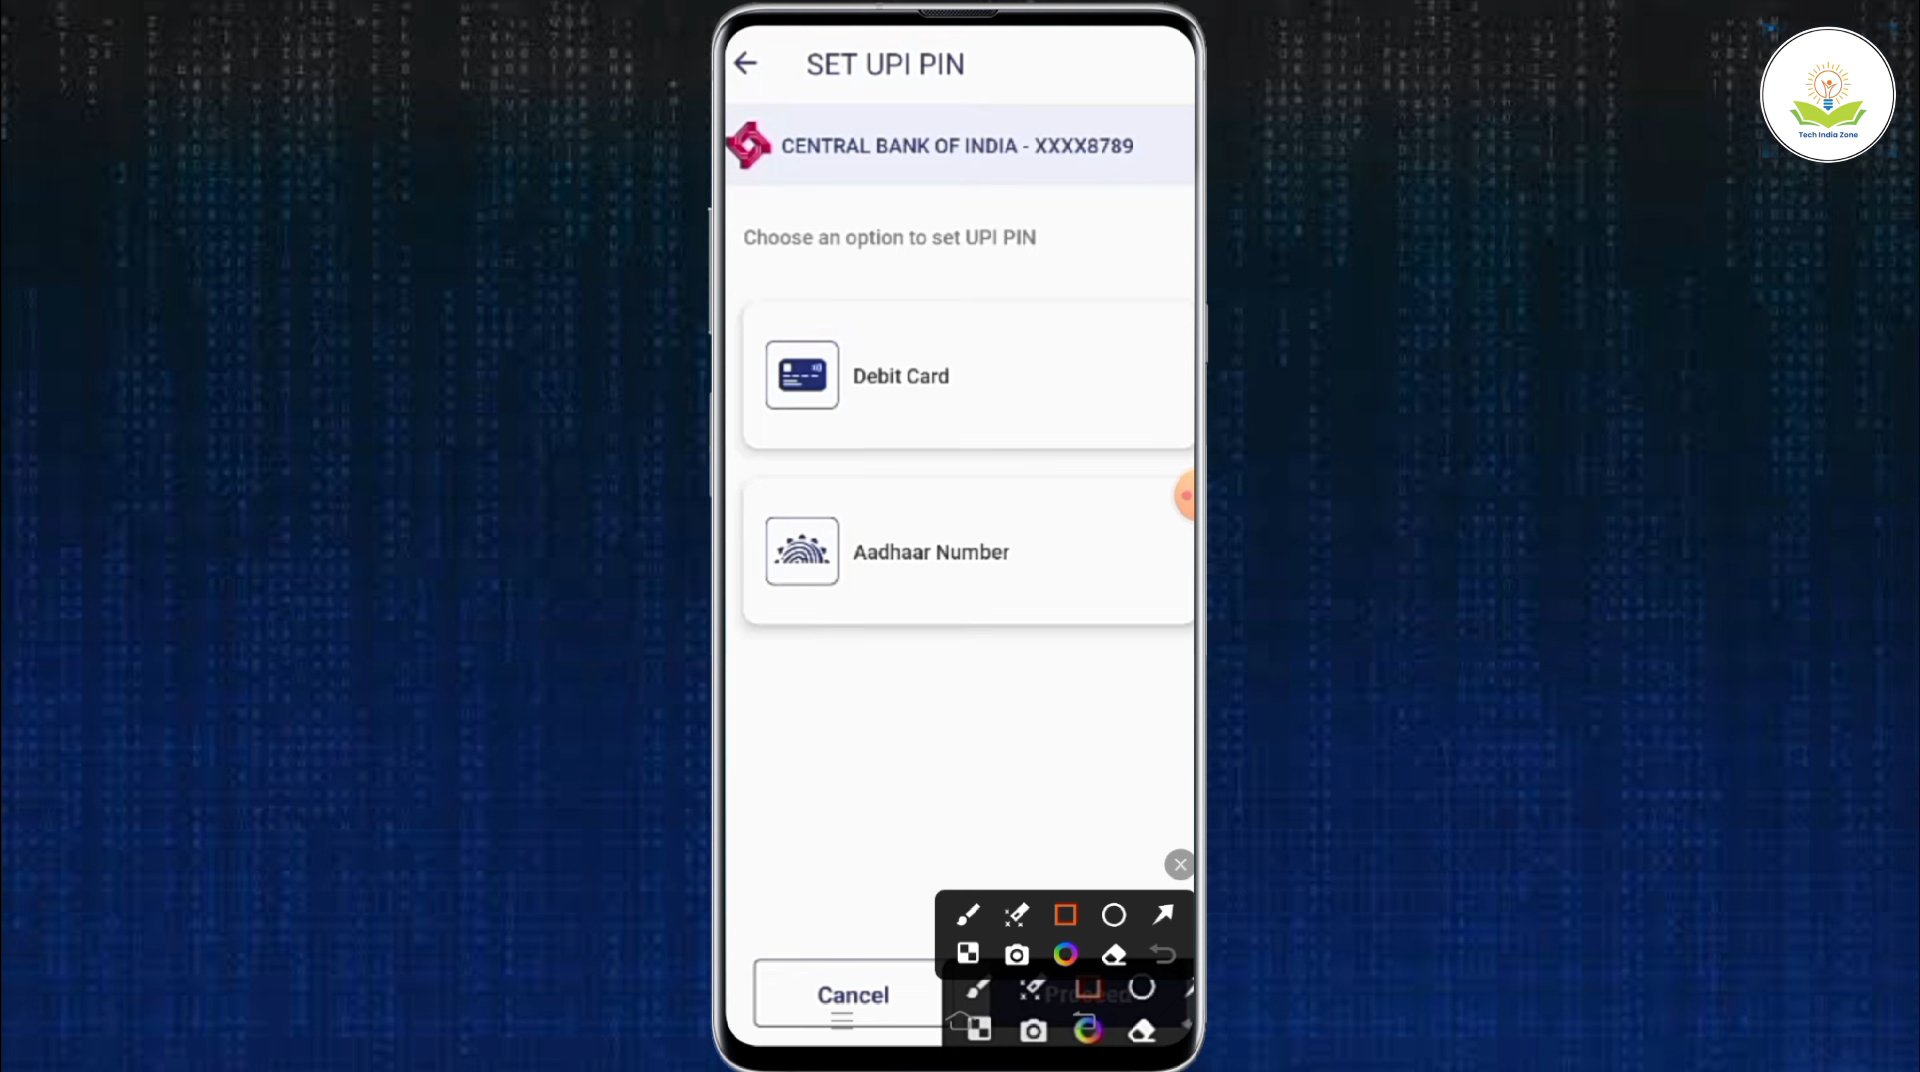 SET UPI PIN
CENTRAL BANK OF INDIA - XXXX8789
Choose an option to set UPI PIN
Debit Card
Aadhaar Number
Cancel
Proceed
Tech India Zone